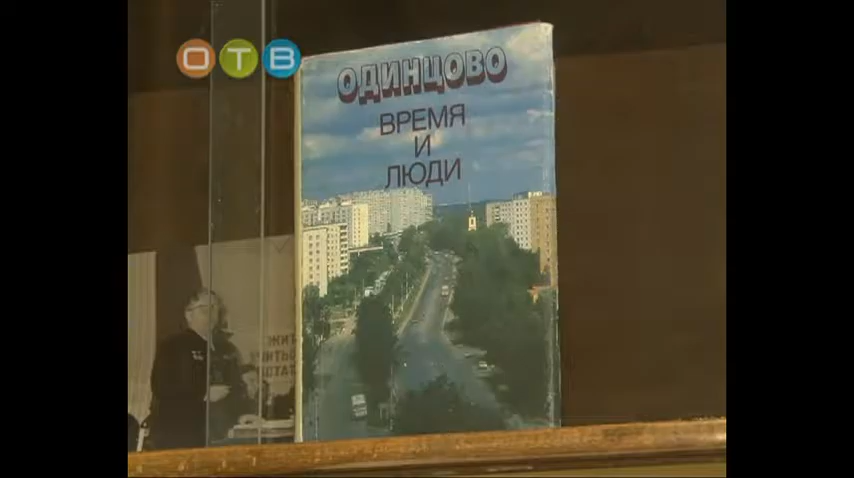 ОТВ
ОДИНЦОВО
ВРЕМЯ
И
ЛЮДИ